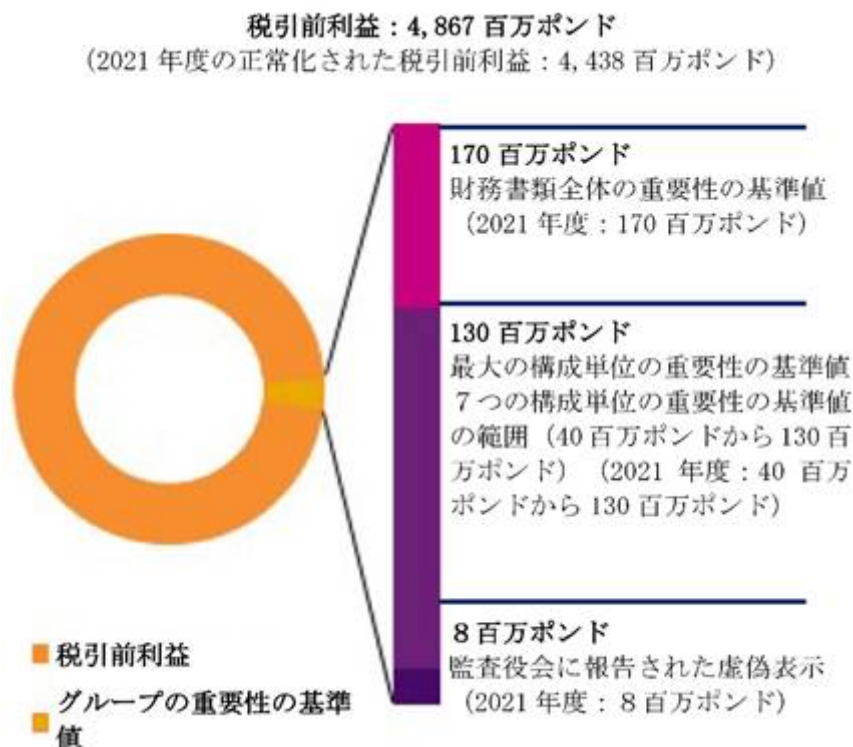 税引前利益：4,867 百万ポンド
（2021 年度の正常化された税引前利益：4,438 百万ポンド）
170 百万ポンド
財務書類全体の重要性の基準値
（2021 年度：170 百万ポンド）
130 百万ポンド
最大の構成単位の重要性の基準値
７つの構成単位の重要性の基準値
の範囲（40 百万ポンドから 130 百
万ポンド）（2021 年度：40 百万
ポンドから 130 百万ポンド）
８百万ポンド
監査役会に報告された虚偽表示
（2021 年度：８百万ポンド）
税引前利益
グループの重要性の基準
値